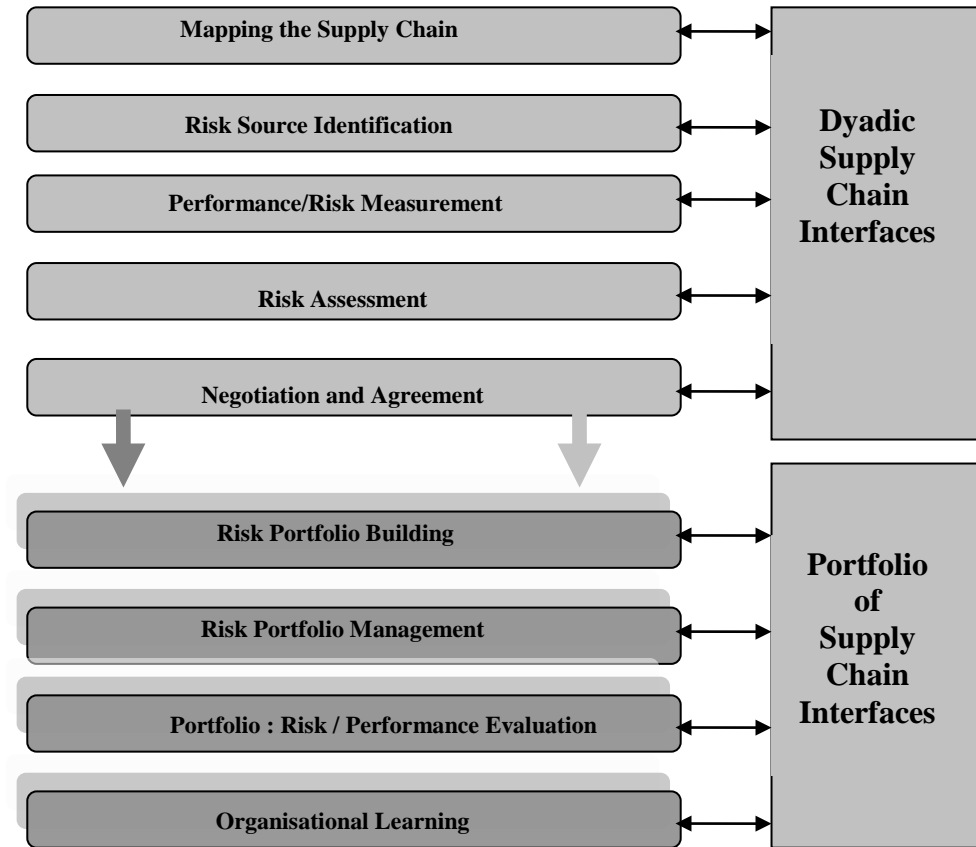 Mapping the Supply Chain
Risk Source Identification
Performance/Risk Measurement
Risk Assessment
Negotiation and Agreement
Dyadic
Supply
Chain
Interfaces
Risk Portfolio Building
Risk Portfolio Management
Portfolio : Risk / Performance Evaluation
Organisational Learning
Portfolio
of
Supply
Chain
Interfaces